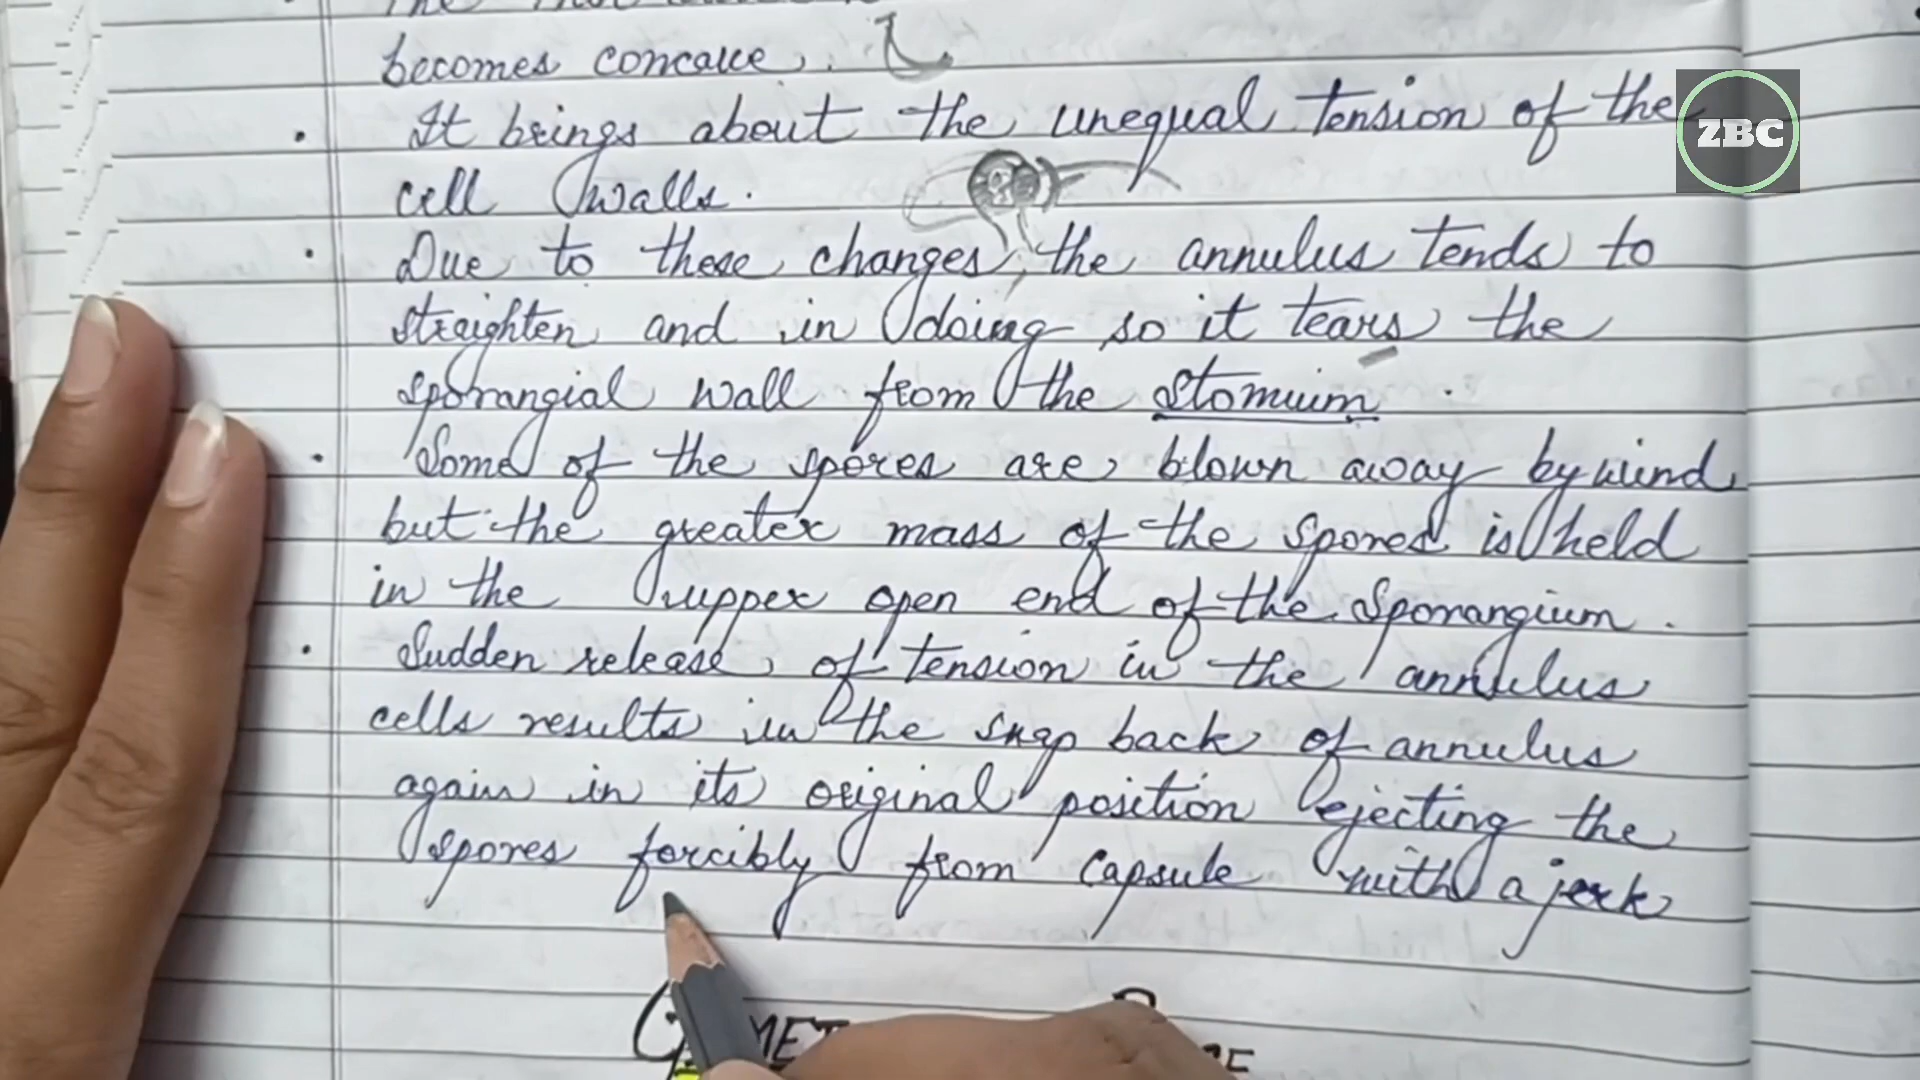 becomes concave.
• It brings about the unequal tension of the
cell walls.
• Due to these changes, the annulus tends to
straighten and in doing so it tears the
sporangial wall from the stomium.
• Some of the spores are blown away by wind
but the greater mass of the spores is held
in the upper open end of the sporangium.
• Sudden release of tension in the annulus
cells results in the snap back of annulus
again in its original position ejecting the
spores forcibly from capsule with a jerk
ZBC